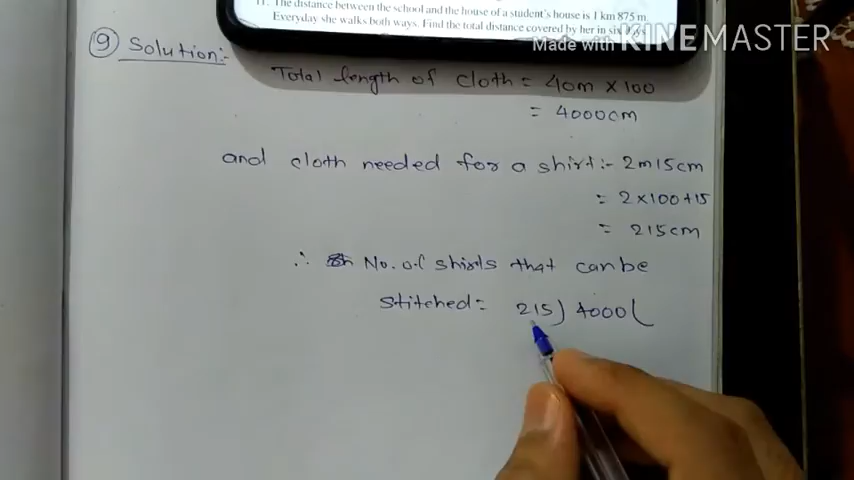 11. The distance between the school and the house of a student's house is 1 km 875 m.
Everyday she walks both ways. Find the total distance covered by her in six
Made with KINEMASTER
9 Solution:-
Total length of cloth = 40m × 100
= 4000cm
and cloth needed for a shirt:- 2m15cm
= 2×100+15
= 215cm
∴ No. of shirts that can be
stitched = 215) 4000(